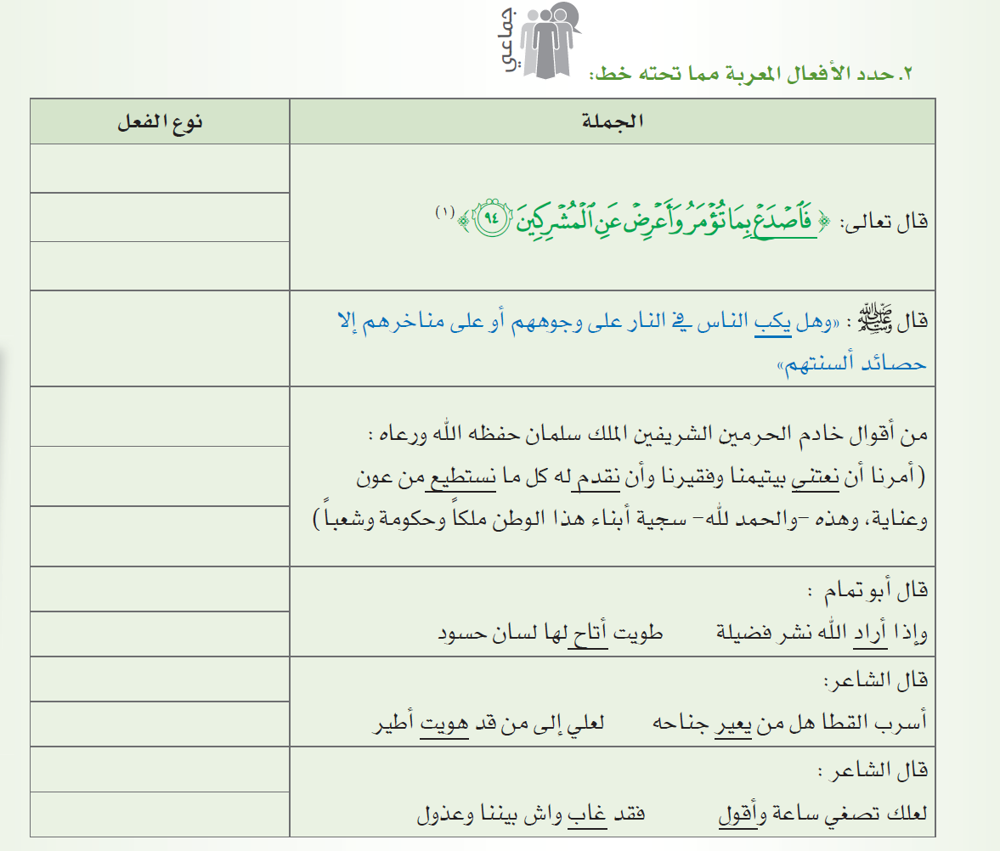 جماعي
٢. حدد الأفعال المعربة مما تحته خط:
الجملة
نوع الفعل
قال تعالى: ﴿ فَٱصۡدَعۡ بِمَا تُؤۡمَرُ وَأَعۡرِضۡ عَنِ ٱلۡمُشۡرِكِينَ ٩٤ ﴾ (١)
قال ﷺ : «وهل يكب الناس في النار على وجوههم أو على مناخرهم إلا
حصائد ألسنتهم»
من أقوال خادم الحرمين الشريفين الملك سلمان حفظه الله ورعاه :
(أمرنا أن نعتني بيتيمنا وفقيرنا وأن نقدم له كل ما نستطيع من عون
وعناية، وهذه -والحمد لله- سجية أبناء هذا الوطن ملكاً وحكومة وشعباً)
قال أبو تمام :
وإذا أراد الله نشر فضيلة طويت أتاح لها لسان حسود
قال الشاعر:
أسرب القطا هل من يعير جناحه لعلي إلى من قد هويت أطير
قال الشاعر :
لعلك تصغي ساعة وأقول فقد غاب واش بيننا وعذول